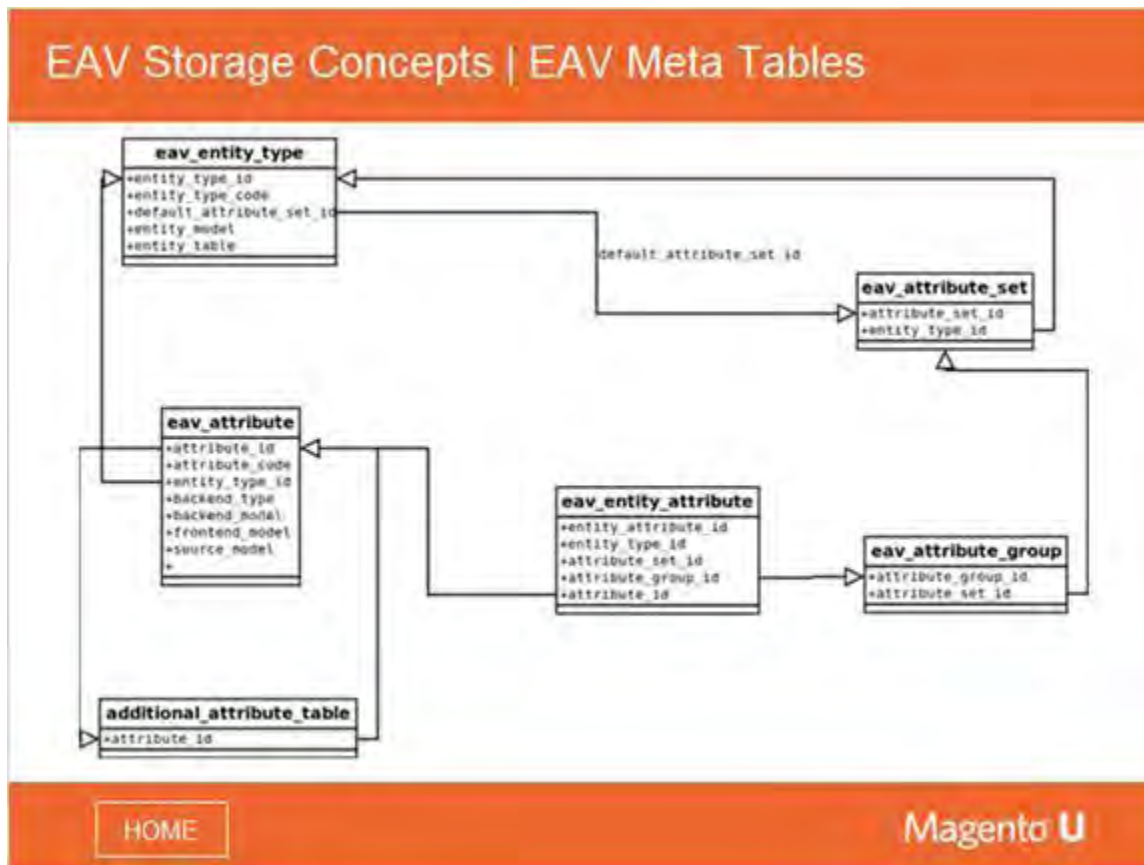 EAV Storage Concepts | EAV Meta Tables
eav_entity_type
+entity_type_id
+entity_type_code
+default_attribute_set_id
+entity_model
+entity_table
default_attribute_set_id
eav_attribute_set
+attribute_set_id
+entity_type_id
eav_attribute
+attribute_id
+attribute_code
+entity_type_id
+backend_type
+backend_model
+frontend_model
+source_model
+
eav_entity_attribute
+entity_attribute_id
+entity_type_id
+attribute_set_id
+attribute_group_id
+attribute_id
eav_attribute_group
+attribute_group_id
+attribute_set_id
additional_attribute_table
+attribute_id
HOME
Magento U